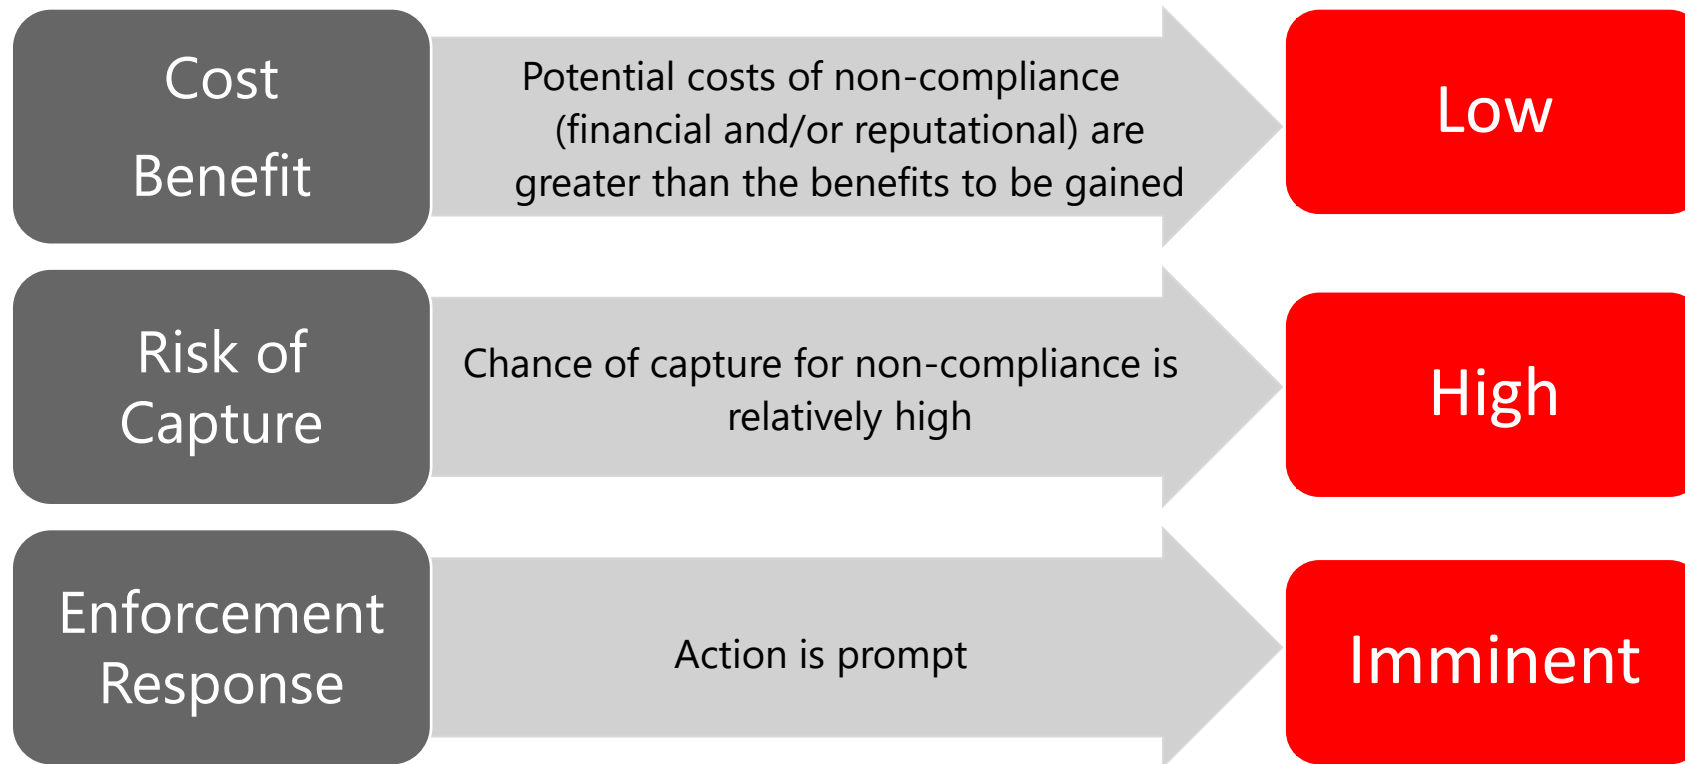 Cost
Benefit
Potential costs of non-compliance
(financial and/or reputational) are
greater than the benefits to be gained
Low
Risk of
Capture
Chance of capture for non-compliance is
relatively high
High
Enforcement
Response
Action is prompt
Imminent